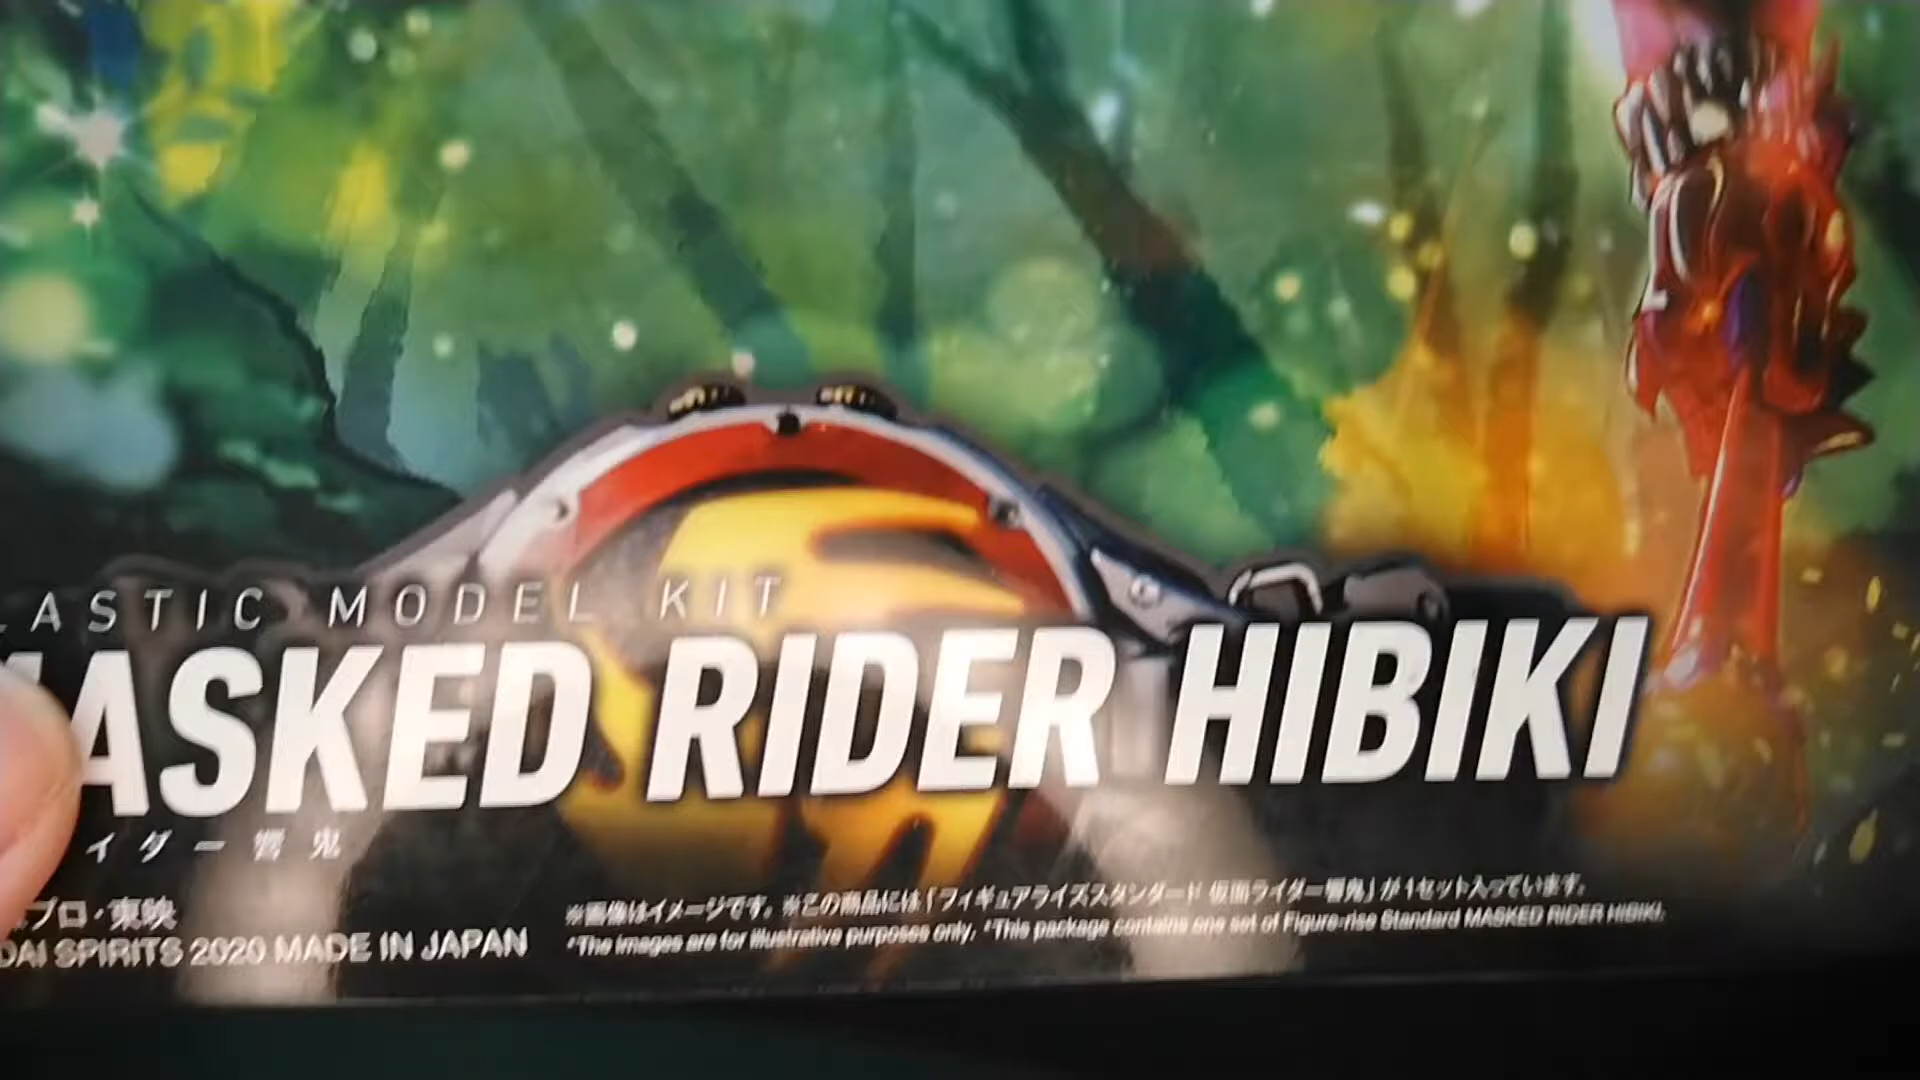 LASTIC MODEL KIT
MASKED RIDER HIBIKI
イダー響鬼
プロ・東映
DAI SPIRITS 2020 MADE IN JAPAN
※画像はイメージです。※この商品には「フィギュアライズスタンダード 仮面ライダー響鬼」が1セット入っています。
*The images are for illustrative purposes only. *This package contains one set of Figure-rise Standard MASKED RIDER HIBIKI.